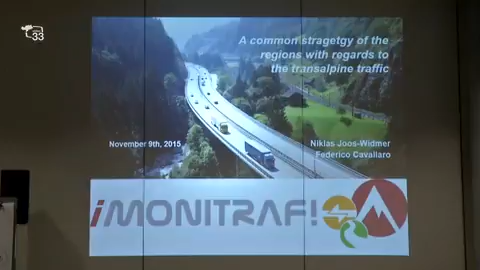 33
A common stragetgy of the
regions with regards to
the transalpine traffic
November 9th, 2015
Niklas Joos-Widmer
Federico Cavallaro
iMONITRAF!